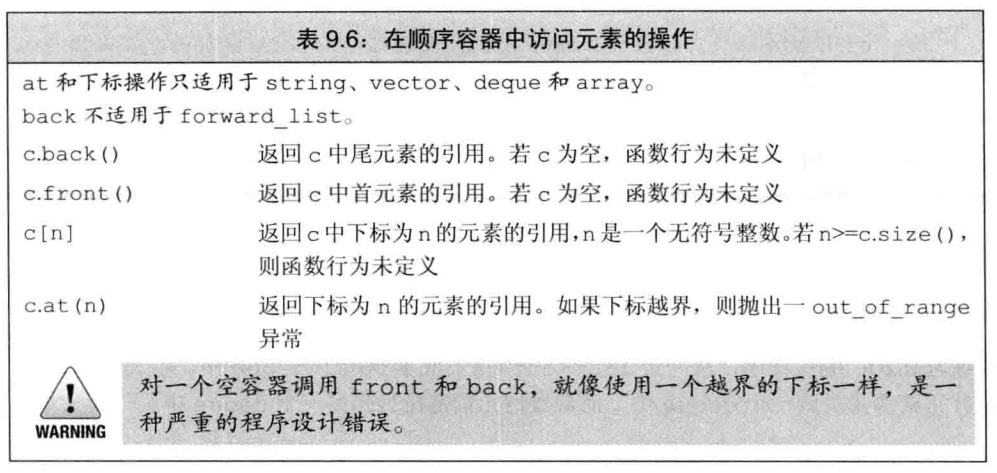 表 9.6：在顺序容器中访问元素的操作
at 和下标操作只适用于 string、vector、deque 和 array。
back 不适用于 forward_list。
c.back() 返回 c 中尾元素的引用。若 c 为空，函数行为未定义
c.front() 返回 c 中首元素的引用。若 c 为空，函数行为未定义
c[n] 返回 c 中下标为 n 的元素的引用，n 是一个无符号整数。若 n>=c.size()，
则函数行为未定义
c.at(n) 返回下标为 n 的元素的引用。如果下标越界，则抛出一 out_of_range
异常
对一个空容器调用 front 和 back，就像使用一个越界的下标一样，是一
种严重的程序设计错误。
WARNING